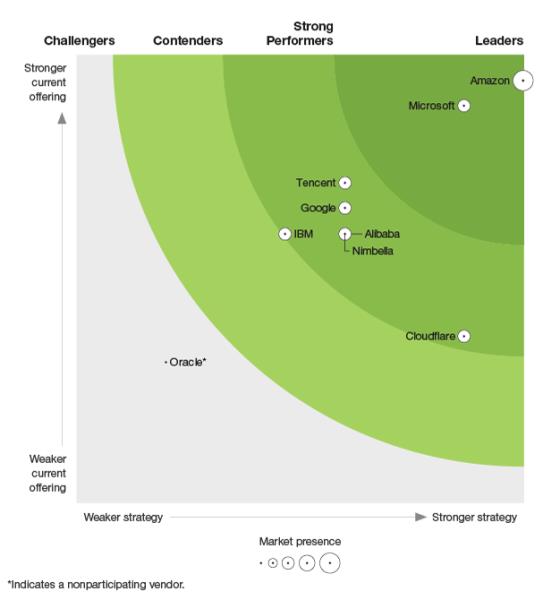 Challengers
Contenders
Strong
Performers
Leaders
Stronger
current
offering
Amazon
Microsoft
Tencent
Google
IBM
Alibaba
Nimbella
Cloudflare
Oracle*
Weaker
current
offering
Weaker strategy
Stronger strategy
Market presence
*Indicates a nonparticipating vendor.